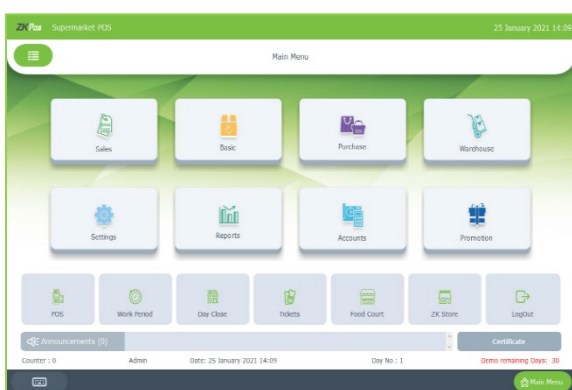 ZKPos Supermarket POS 25 January 2021 14:09
Main Menu
Sales Basic Purchase Warehouse
Settings Reports Accounts Promotion
POS Work Period Day Close Tickets Food Court ZK Store LogOut
Announcements (0) Certificate
Counter : 0 Admin Date: 25 January 2021 14:09 Day No : 1 Demo remaining Days: 30
Main Menu